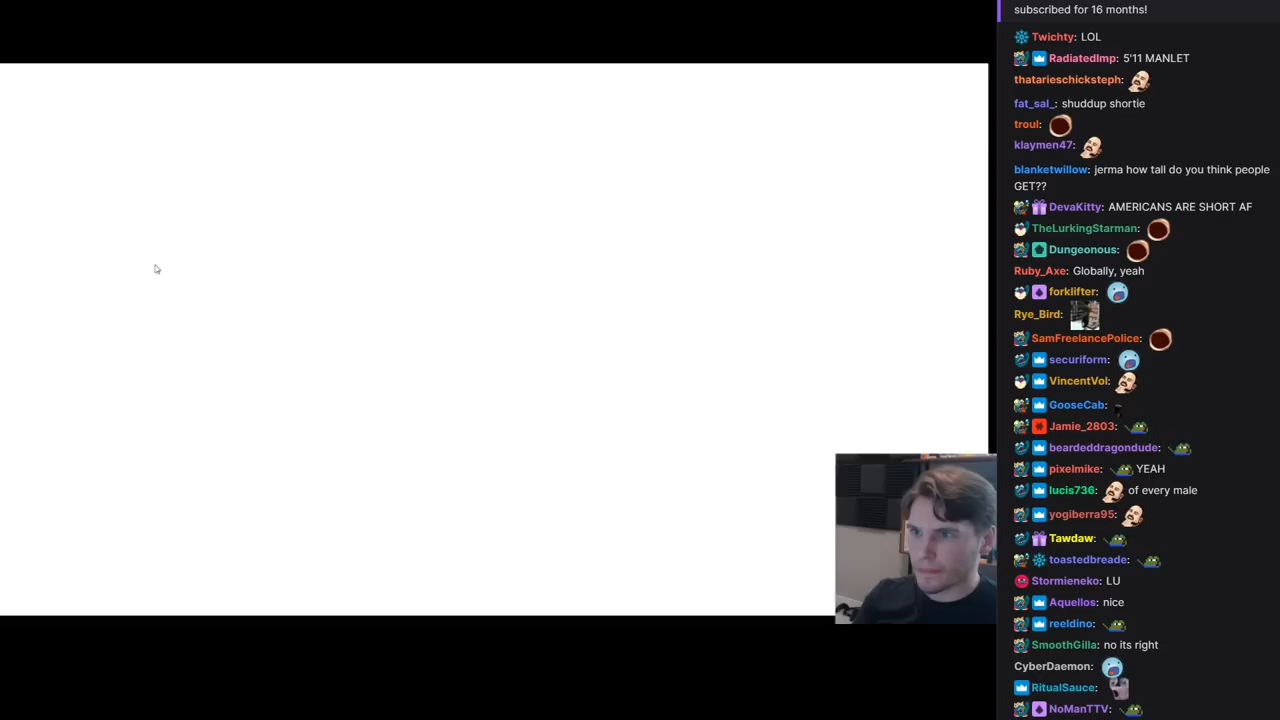 subscribed for 16 months!
Twichty: LOL
RadiatedImp: 5'11 MANLET
thatarieschicksteph:
fat_sal_: shuddup shortie
troul:
klaymen47:
blanketwillow: jerma how tall do you think people
GET??
DevaKitty: AMERICANS ARE SHORT AF
TheLurkingStarman:
Dungeonous:
Ruby_Axe: Globally, yeah
forklifter:
Rye_Bird:
SamFreelancePolice:
securiform:
VincentVol:
GooseCab:
Jamie_2803:
beardeddragondude:
pixelmike: YEAH
lucis736: of every male
yogiberra95:
Tawdaw:
toastedbreade:
Stormieneko: LU
Aquellos: nice
reeldino:
SmoothGilla: no its right
CyberDaemon:
RitualSauce:
NoManTTV: